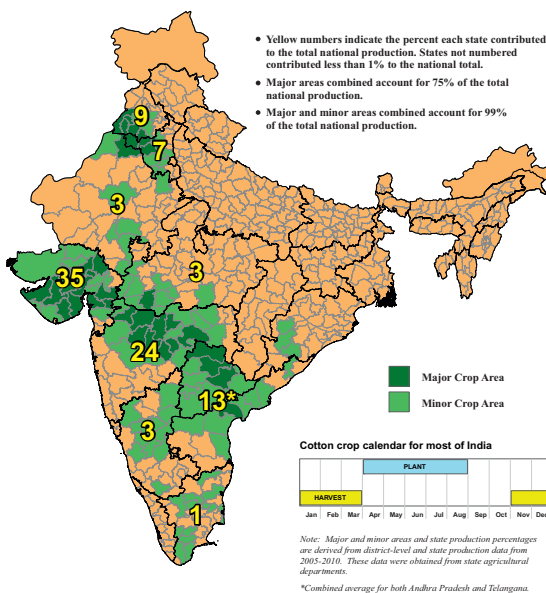 • Yellow numbers indicate the percent each state contributed
to the total national production. States not numbered
contributed less than 1% to the national total.
• Major areas combined account for 75% of the total
national production.
• Major and minor areas combined account for 99%
of the total national production.
9
7
3
3
35
24
13*
3
1
Major Crop Area
Minor Crop Area
Cotton crop calendar for most of India
PLANT
HARVEST
Jan Feb Mar Apr May Jun Jul Aug Sep Oct Nov Dec
Note: Major and minor areas and state production percentages
are derived from district-level and state production data from
2005-2010. These data were obtained from state agricultural
departments.
*Combined average for both Andhra Pradesh and Telangana.